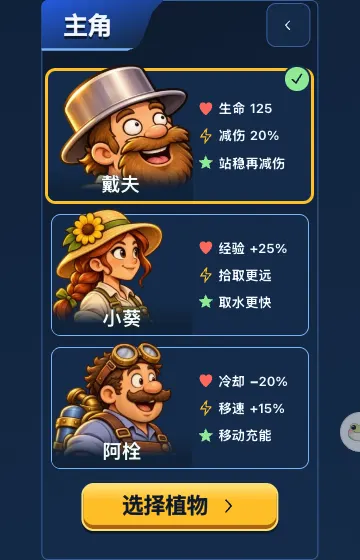 主角
生命 125
减伤 20%
站稳再减伤
戴夫
经验 +25%
拾取更远
取水更快
小葵
冷却 −20%
移速 +15%
移动充能
阿栓
选择植物